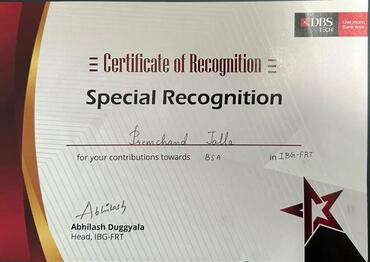 DBS
TECH
Live more,
Bank less
Certificate of Recognition
Special Recognition
Premchand Jalla
for your contributions towards BSA in IBG-FRT
Abhilash
Abhilash Duggyala
Head, IBG-FRT